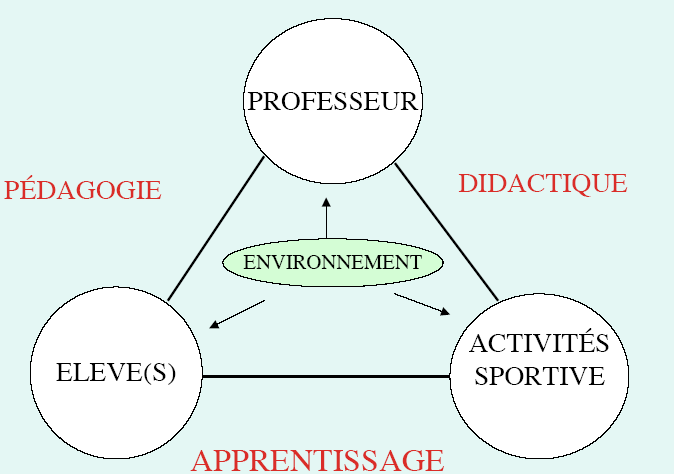 PROFESSEUR
PÉDAGOGIE
DIDACTIQUE
ENVIRONNEMENT
ELEVE(S)
ACTIVITÉS
SPORTIVE
APPRENTISSAGE